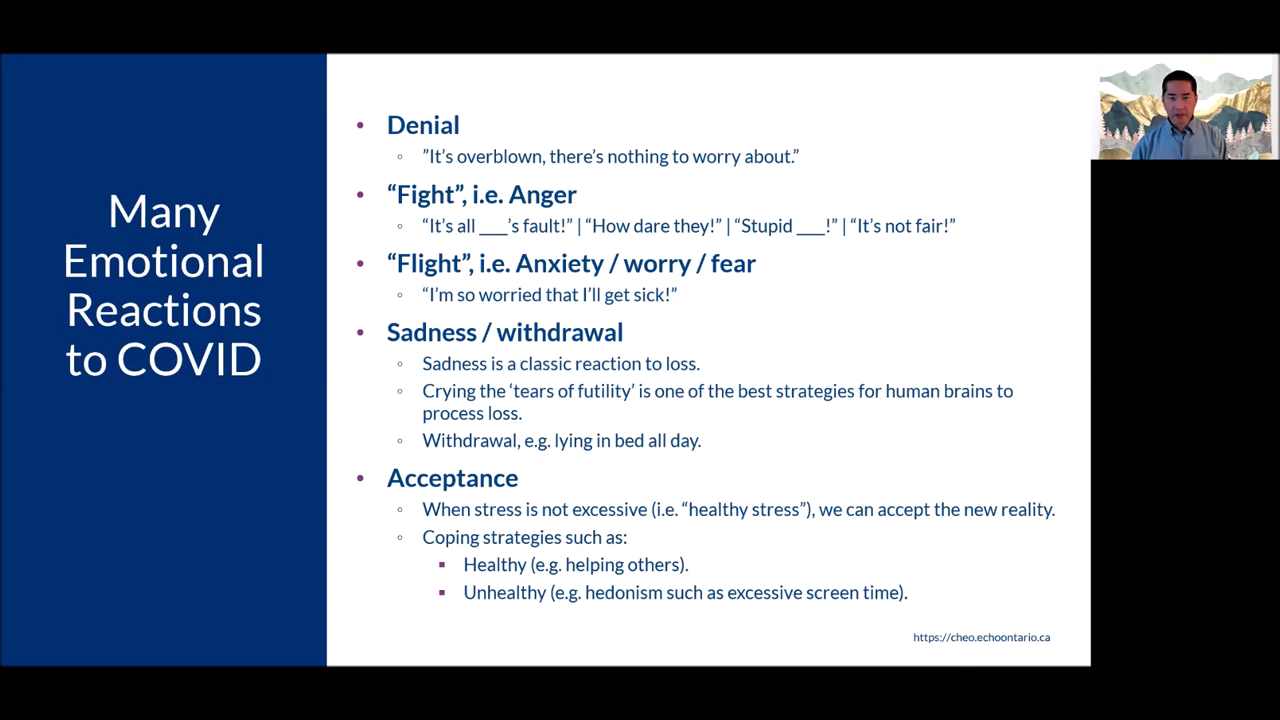 Many
Emotional
Reactions
to COVID
• Denial
◦ ”It’s overblown, there’s nothing to worry about.”
• “Fight”, i.e. Anger
◦ “It’s all ___’s fault!” | “How dare they!” | “Stupid ___!” | “It’s not fair!”
• “Flight”, i.e. Anxiety / worry / fear
◦ “I’m so worried that I’ll get sick!”
• Sadness / withdrawal
◦ Sadness is a classic reaction to loss.
◦ Crying the ‘tears of futility’ is one of the best strategies for human brains to
process loss.
◦ Withdrawal, e.g. lying in bed all day.
• Acceptance
◦ When stress is not excessive (i.e. “healthy stress”), we can accept the new reality.
◦ Coping strategies such as:
▪ Healthy (e.g. helping others).
▪ Unhealthy (e.g. hedonism such as excessive screen time).
https://cheo.echoontario.ca